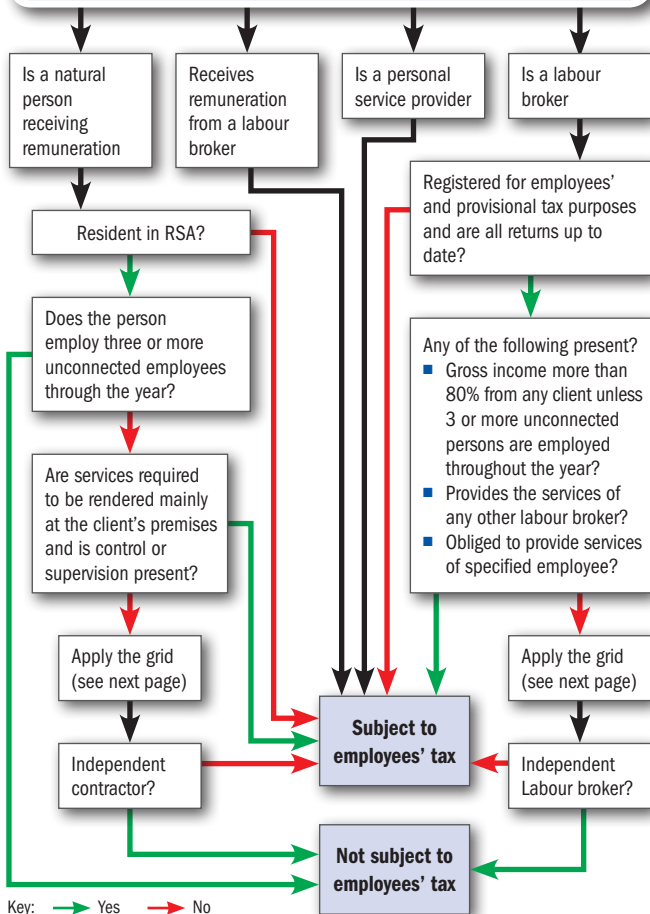 Is a natural
person
receiving
remuneration
Receives
remuneration
from a labour
broker
Is a personal
service provider
Is a labour
broker
Resident in RSA?
Registered for employees’
and provisional tax purposes
and are all returns up to
date?
Does the person
employ three or more
unconnected employees
through the year?
Any of the following present?
■ Gross income more than
80% from any client unless
3 or more unconnected
persons are employed
throughout the year?
■ Provides the services of
any other labour broker?
■ Obliged to provide services
of specified employee?
Are services required
to be rendered mainly
at the client’s premises
and is control or
supervision present?
Apply the grid
(see next page)
Apply the grid
(see next page)
Subject to
employees’ tax
Independent
contractor?
Independent
Labour broker?
Not subject to
employees’ tax
Key: Yes No